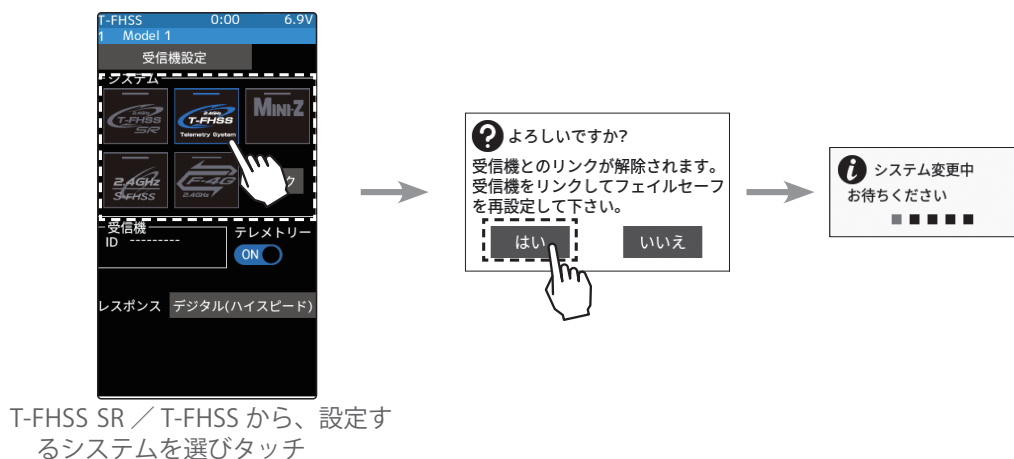 T-FHSS 0:00 6.9V
1 Model 1
受信機設定
システム
2.4GHz
T-FHSS
SR
2.4GHz
T-FHSS
Telemetry System
MINI-Z
2.4GHz
S-FHSS
F-4G
2.4GHz
ク
受信機
ID ---------
テレメトリー
ON
レスポンス デジタル(ハイスピード)
T-FHSS SR ／ T-FHSS から、設定す
るシステムを選びタッチ
よろしいですか?
受信機とのリンクが解除されます。
受信機をリンクしてフェイルセーフ
を再設定して下さい。
はい いいえ
システム変更中
お待ちください